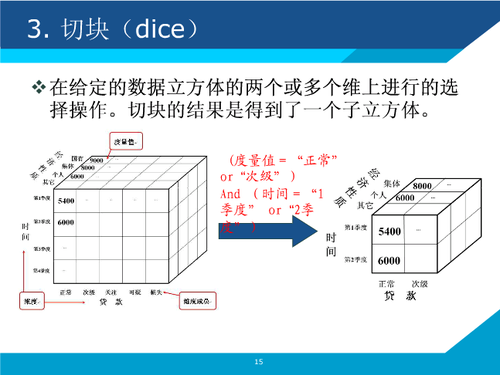 3. 切块（dice）
❖在给定的数据立方体的两个或多个维上进行的选
择操作。切块的结果是得到了一个子立方体。
度量值
(度量值 = “正常”
or“次级” )
And （时间 = “1
季度” or“2季
度”)
经济性质
国有 9000
集体 8000
个人 6000
其它
第1季度 5400
第2季度 6000
第3季度
第4季度
时间
正常 次级 关注 可疑 损失
贷 款
维度
维度成员
经济性质
集体 8000
个人 6000
其它
第1季度 5400
第2季度 6000
时间
正常 次级
贷 款
15